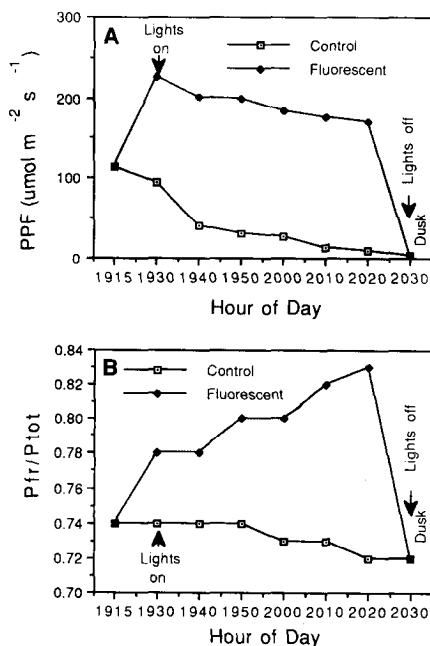 A
Lights
on
Control
Fluorescent
Lights off
Dusk
PPF (umol m⁻² s⁻¹)
300
200
100
0
1915 1930 1940 1950 2000 2010 2020 2030
Hour of Day
B
Control
Fluorescent
Lights off
Dusk
Lights
on
Pfr/Ptot
0.84
0.82
0.80
0.78
0.76
0.74
0.72
0.70
1915 1930 1940 1950 2000 2010 2020 2030
Hour of Day